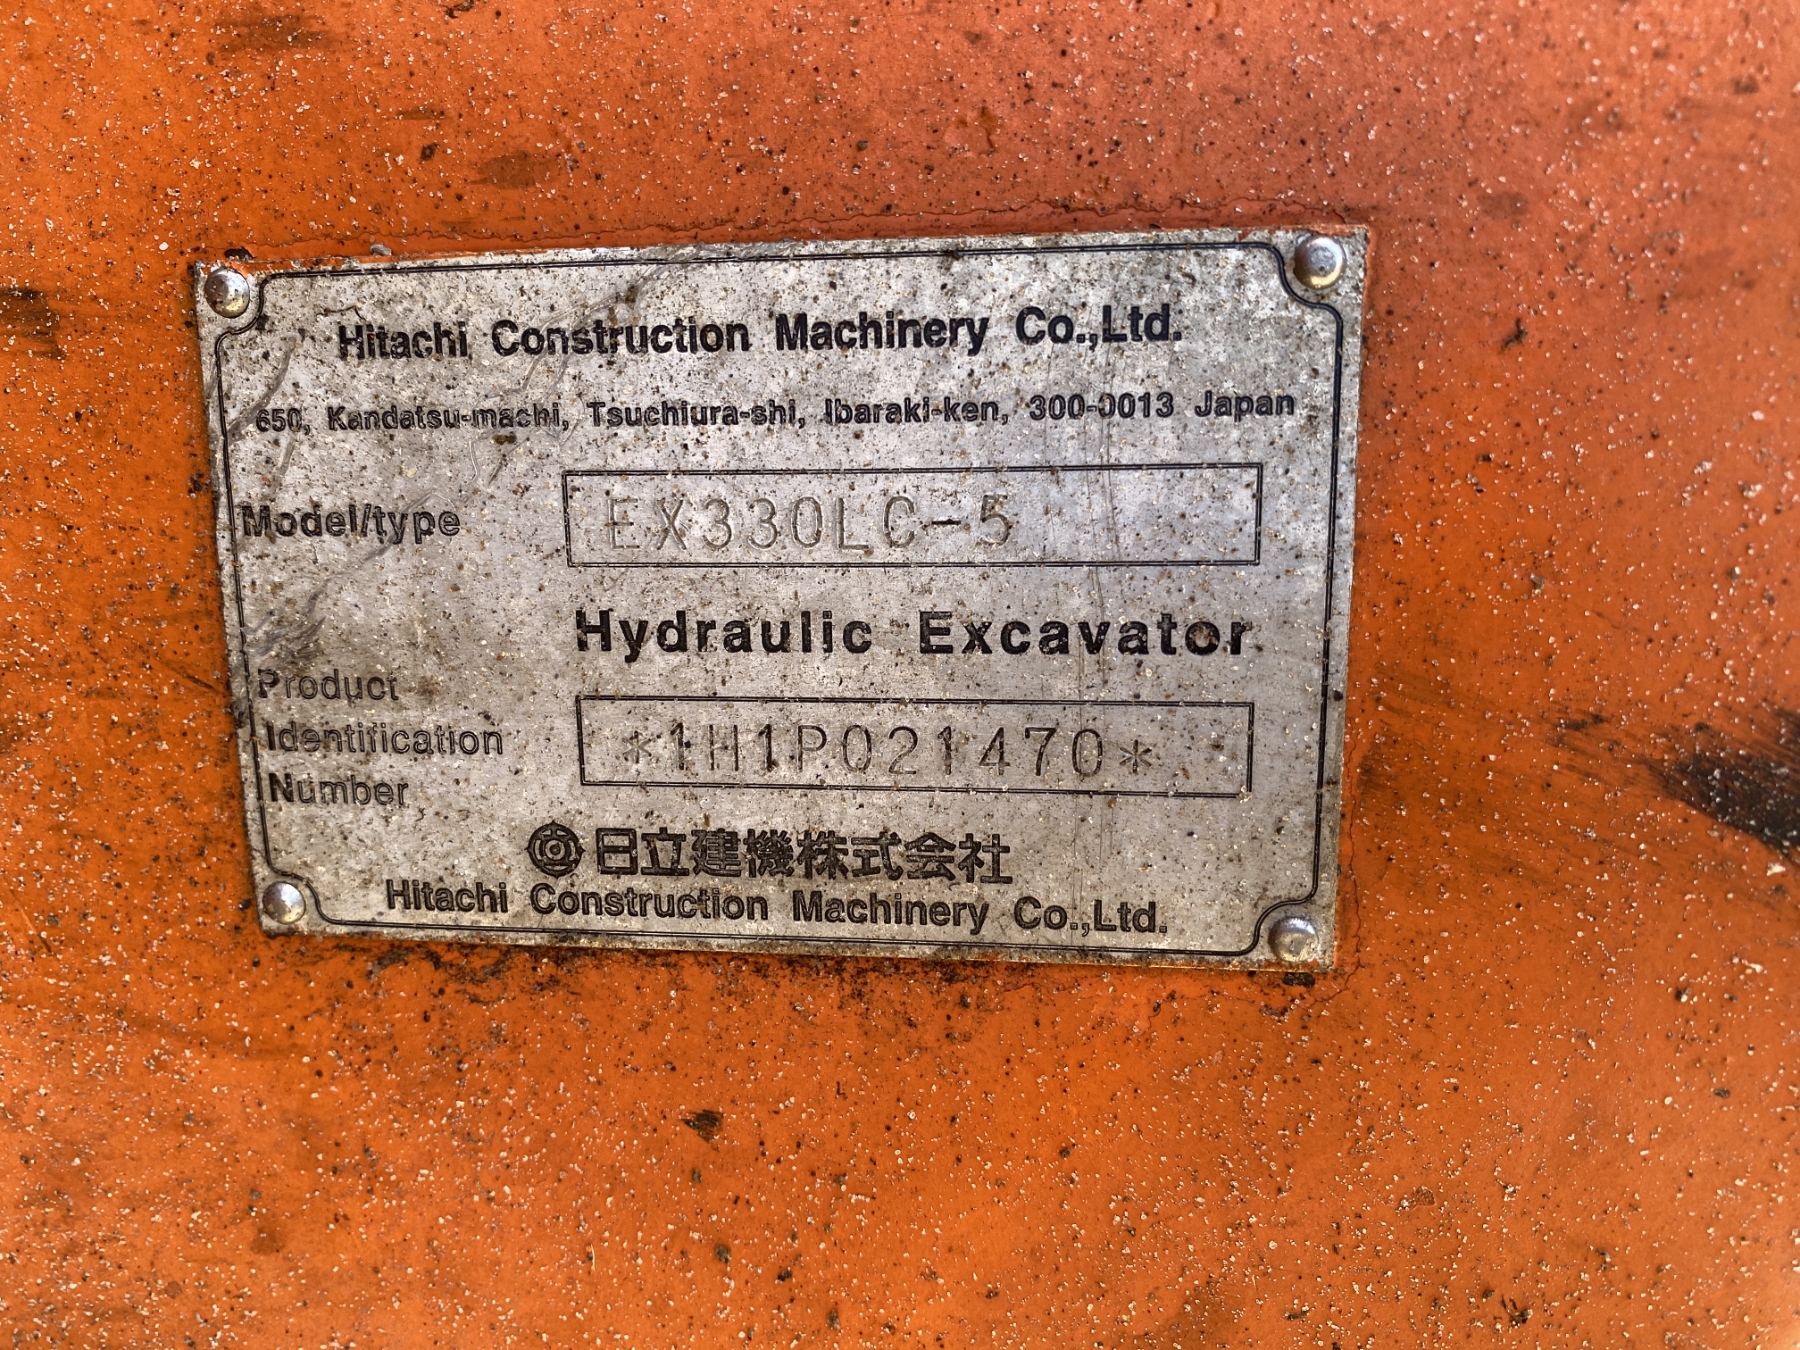 Hitachi Construction Machinery Co.,Ltd.
650, Kandatsu-machi, Tsuchiura-shi, Ibaraki-ken, 300-0013 Japan
Model/type EX330LC-5
Hydraulic Excavator
Product
Identification
Number
*1H1P021470*
日立建機株式会社
Hitachi Construction Machinery Co.,Ltd.